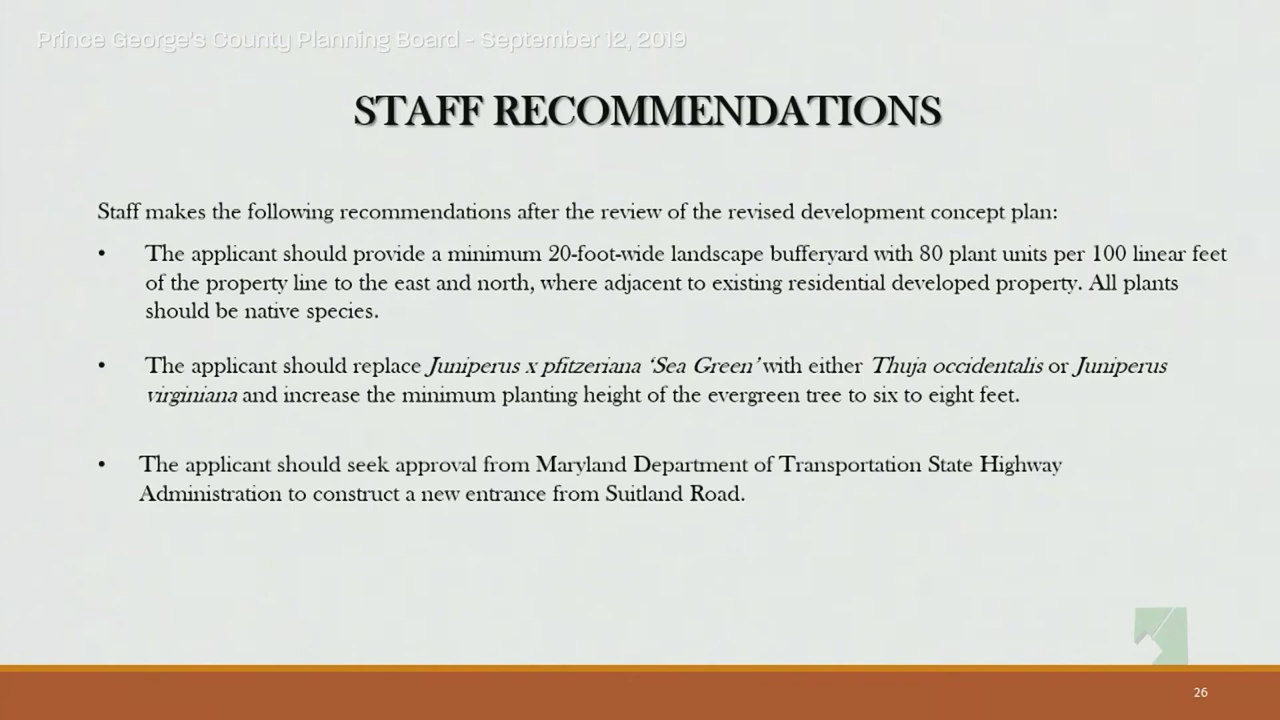 Prince George's County Planning Board - September 12, 2019
STAFF RECOMMENDATIONS
Staff makes the following recommendations after the review of the revised development concept plan:
• The applicant should provide a minimum 20-foot-wide landscape bufferyard with 80 plant units per 100 linear feet
of the property line to the east and north, where adjacent to existing residential developed property. All plants
should be native species.
• The applicant should replace Juniperus x pfitzeriana ‘Sea Green’ with either Thuja occidentalis or Juniperus
virginiana and increase the minimum planting height of the evergreen tree to six to eight feet.
• The applicant should seek approval from Maryland Department of Transportation State Highway
Administration to construct a new entrance from Suitland Road.
26